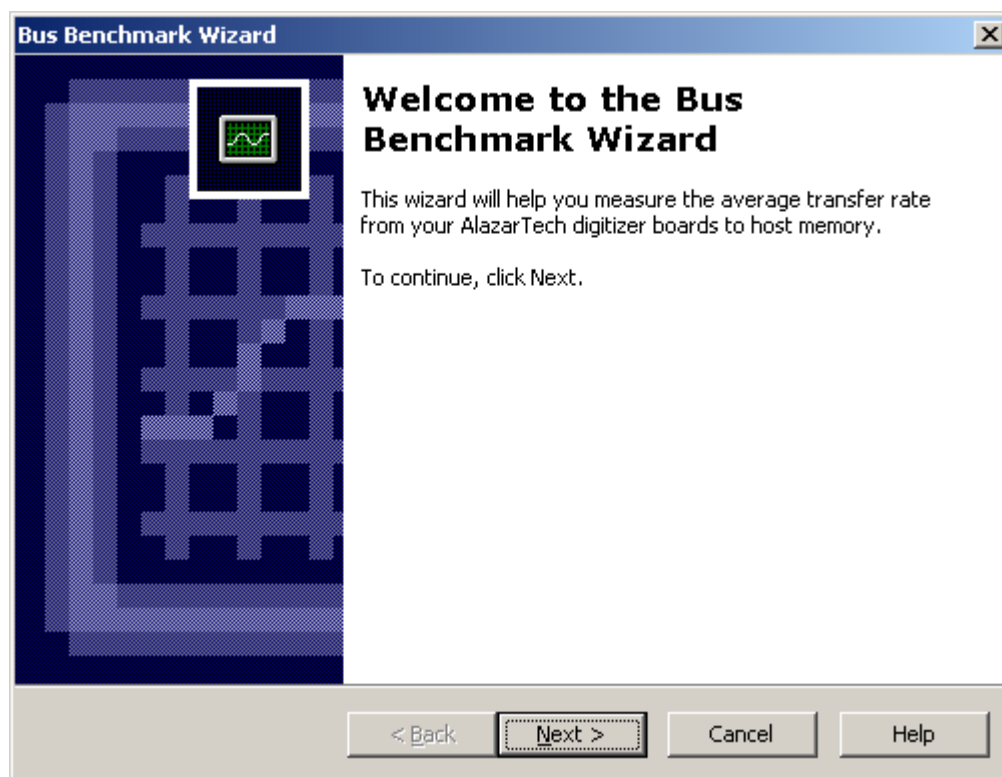 Bus Benchmark Wizard
Welcome to the Bus
Benchmark Wizard
This wizard will help you measure the average transfer rate
from your AlazarTech digitizer boards to host memory.
To continue, click Next.
< Back Next > Cancel Help